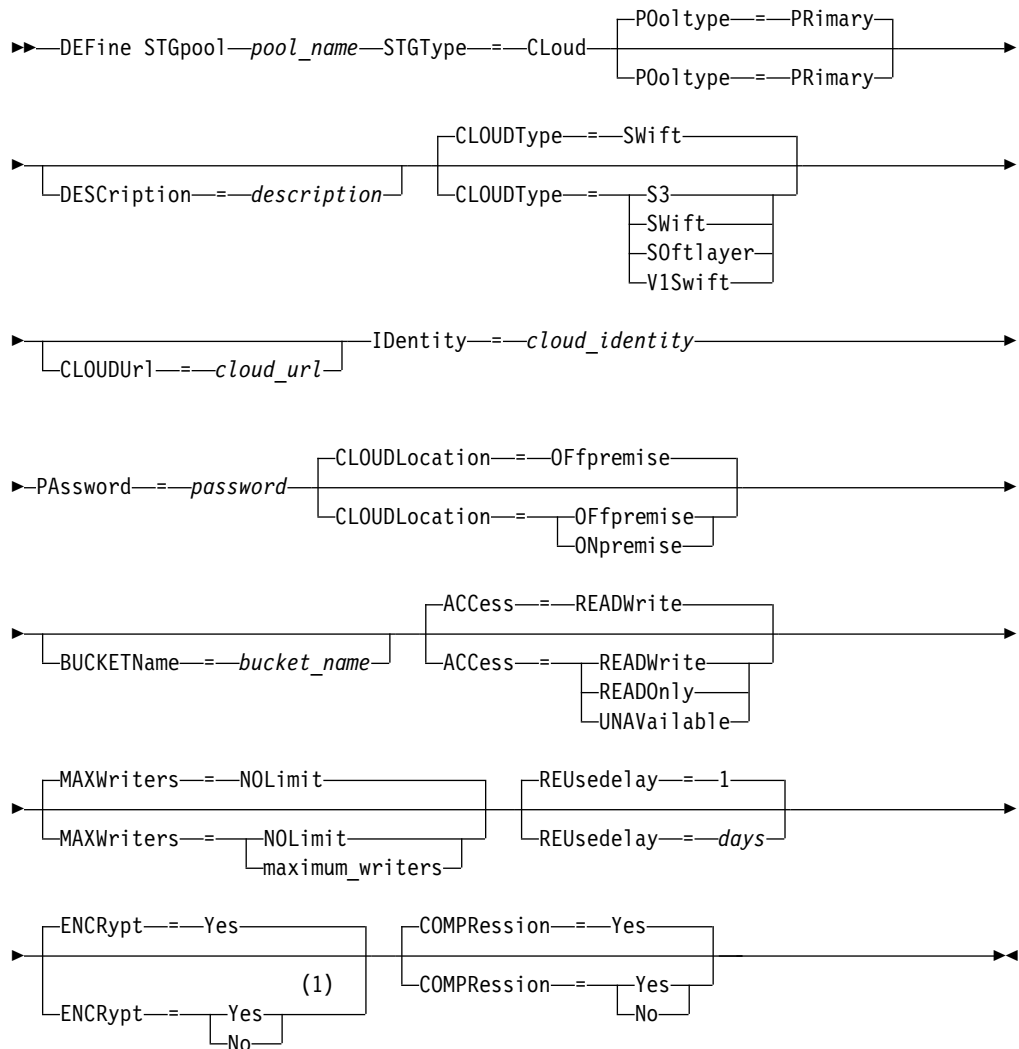 POoltype = PRimary
DEFine STGpool pool_name STGType = CLoud
POoltype = PRimary
CLOUDType = SWift
DESCription = description
CLOUDType = S3
SWift
SOftlayer
V1Swift
IDentity = cloud_identity
CLOUDUrl = cloud_url
CLOUDLocation = OFfpremise
PAssword = password
CLOUDLocation = OFfpremise
ONpremise
ACCess = READWrite
BUCKETName = bucket_name
ACCess = READWrite
READOnly
UNAVailable
MAXWriters = NOLimit REUsedelay = 1
MAXWriters = NOLimit REUsedelay = days
maximum_writers
ENCRypt = Yes COMPRession = Yes
(1)
COMPRession = Yes
No
ENCRypt = Yes
No